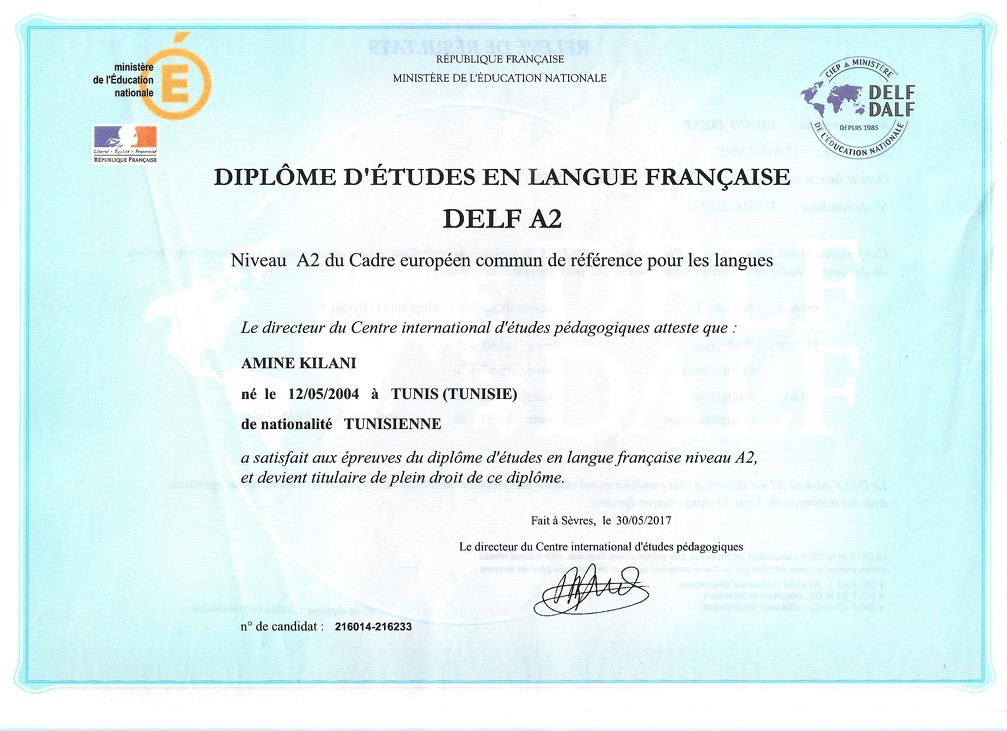 ministère
de l'Éducation
nationale
É
Liberté • Égalité • Fraternité
RÉPUBLIQUE FRANÇAISE
RÉPUBLIQUE FRANÇAISE
MINISTÈRE DE L'ÉDUCATION NATIONALE
CIEP ▲ MINISTÈRE
DELF
DALF
DEPUIS 1985
DE L'ÉDUCATION NATIONALE
DIPLÔME D'ÉTUDES EN LANGUE FRANÇAISE
DELF A2
Niveau A2 du Cadre européen commun de référence pour les langues
Le directeur du Centre international d'études pédagogiques atteste que :
AMINE KILANI
né le 12/05/2004 à TUNIS (TUNISIE)
de nationalité TUNISIENNE
a satisfait aux épreuves du diplôme d'études en langue française niveau A2,
et devient titulaire de plein droit de ce diplôme.
Fait à Sèvres, le 30/05/2017
Le directeur du Centre international d'études pédagogiques
n° de candidat : 216014-216233
DELF
DALF